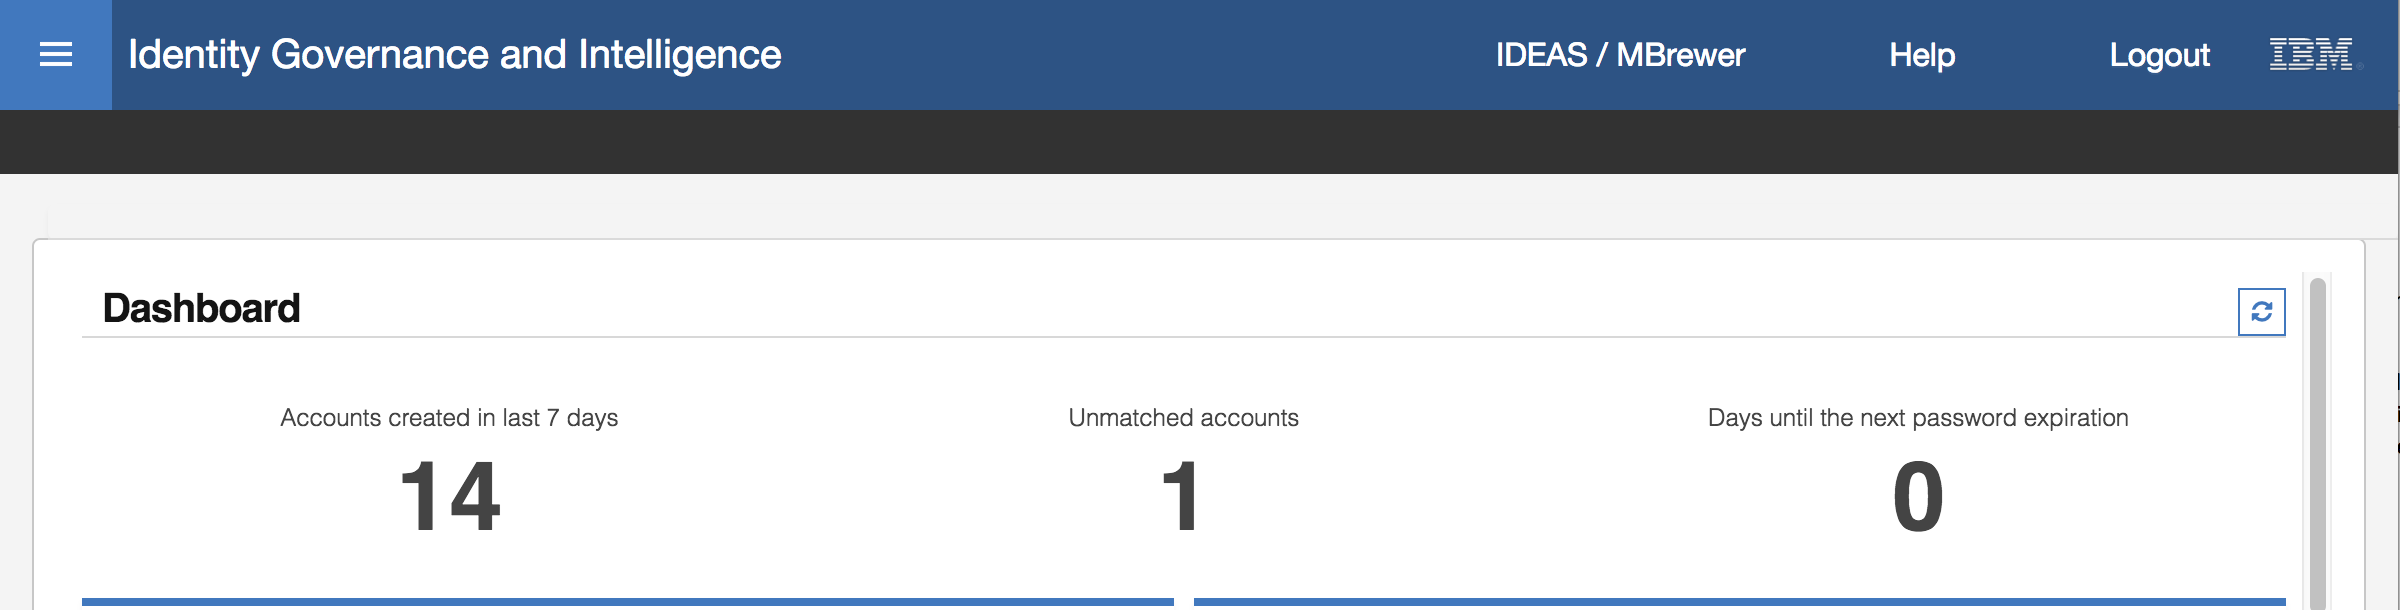 Identity Governance and Intelligence
IDEAS / MBrewer
Help
Logout
IBM
Dashboard
Accounts created in last 7 days
14
Unmatched accounts
1
Days until the next password expiration
0